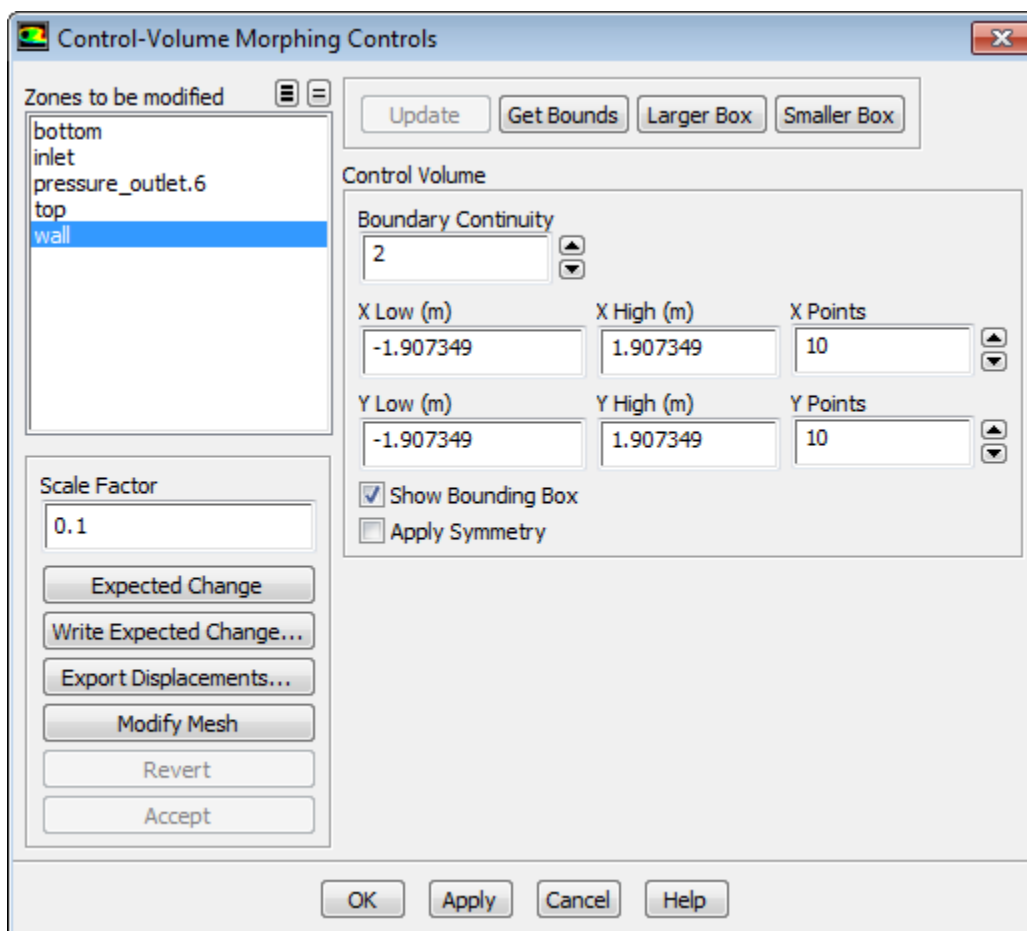 Control-Volume Morphing Controls
Zones to be modified
bottom
inlet
pressure_outlet.6
top
wall
Scale Factor
0.1
Expected Change
Write Expected Change...
Export Displacements...
Modify Mesh
Revert
Accept
Update Get Bounds Larger Box Smaller Box
Control Volume
Boundary Continuity
2
X Low (m) X High (m) X Points
-1.907349 1.907349 10
Y Low (m) Y High (m) Y Points
-1.907349 1.907349 10
Show Bounding Box
Apply Symmetry
OK Apply Cancel Help